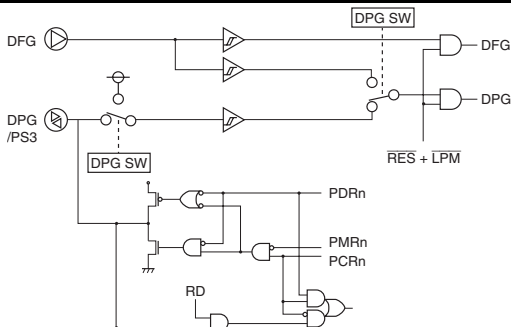 DPG SW
DFG
DFG
DPG
/PS3
DPG
RES + LPM
DPG SW
PDRn
PMRn
PCRn
RD